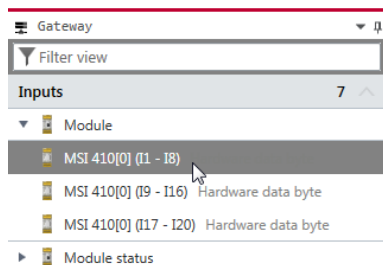 Gateway
Filter view
Inputs 7
Module
MSI 410[0] (I1 - I8)
MSI 410[0] (I9 - I16) Hardware data byte
MSI 410[0] (I17 - I20) Hardware data byte
Module status